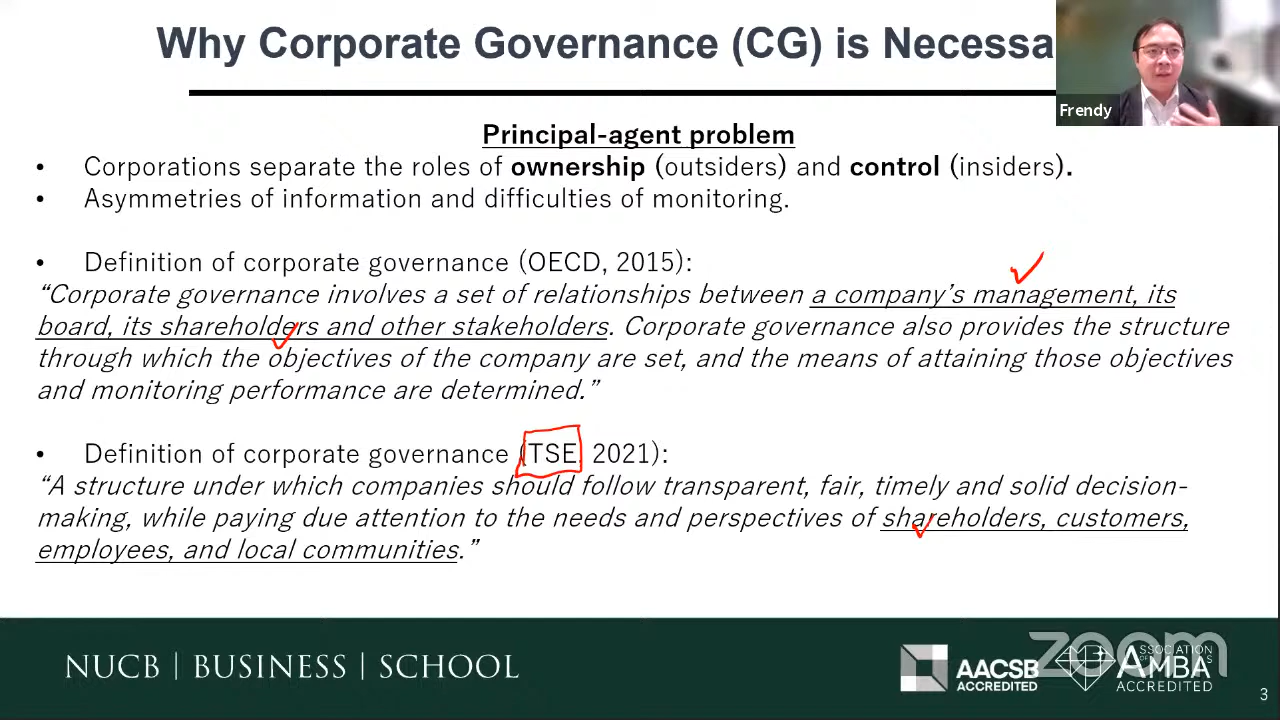 Why Corporate Governance (CG) is Necessa
Frendy
Principal-agent problem
• Corporations separate the roles of ownership (outsiders) and control (insiders).
• Asymmetries of information and difficulties of monitoring.
• Definition of corporate governance (OECD, 2015):
“Corporate governance involves a set of relationships between a company’s management, its
board, its shareholders and other stakeholders. Corporate governance also provides the structure
through which the objectives of the company are set, and the means of attaining those objectives
and monitoring performance are determined.”
• Definition of corporate governance (TSE, 2021):
“A structure under which companies should follow transparent, fair, timely and solid decision-
making, while paying due attention to the needs and perspectives of shareholders, customers,
employees, and local communities.”
NUCB | BUSINESS | SCHOOL
AACSB
ACCREDITED
zoom
AMBA
ACCREDITED
3